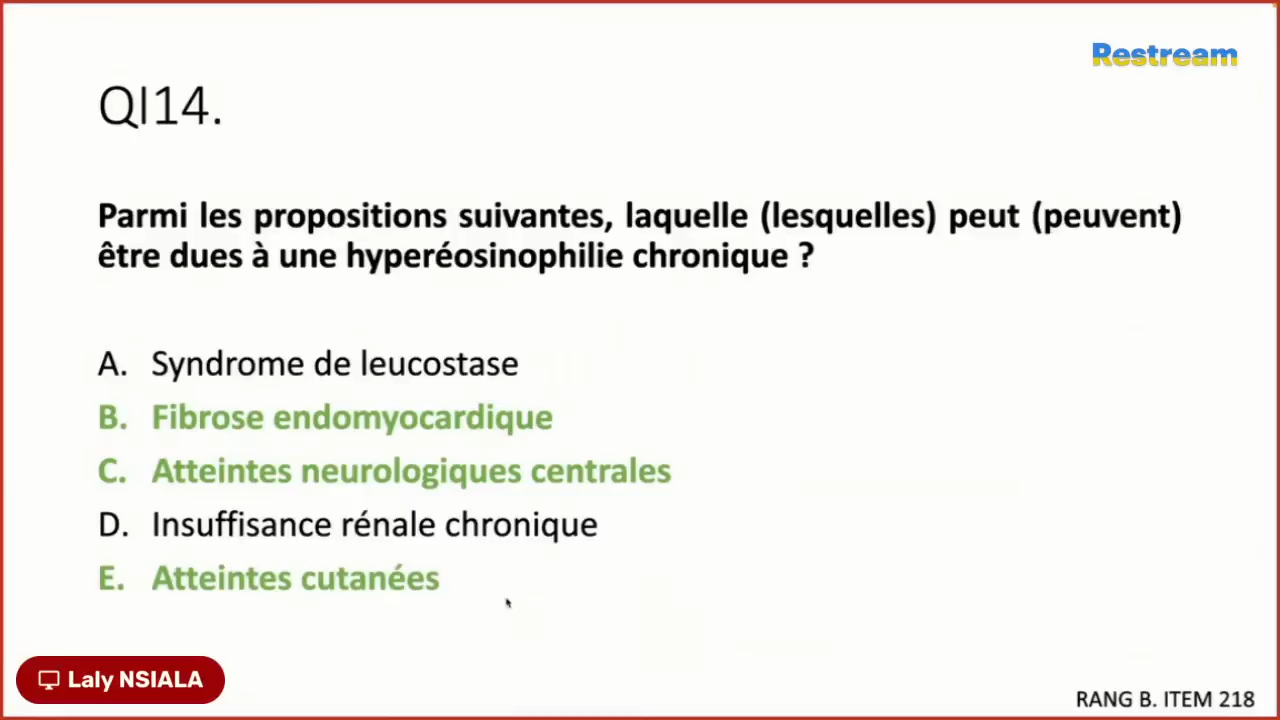 Restream
QI14.
Parmi les propositions suivantes, laquelle (lesquelles) peut (peuvent)
être dues à une hyperéosinophilie chronique ?
A. Syndrome de leucostase
B. Fibrose endomyocardique
C. Atteintes neurologiques centrales
D. Insuffisance rénale chronique
E. Atteintes cutanées
Laly NSIALA
RANG B. ITEM 218